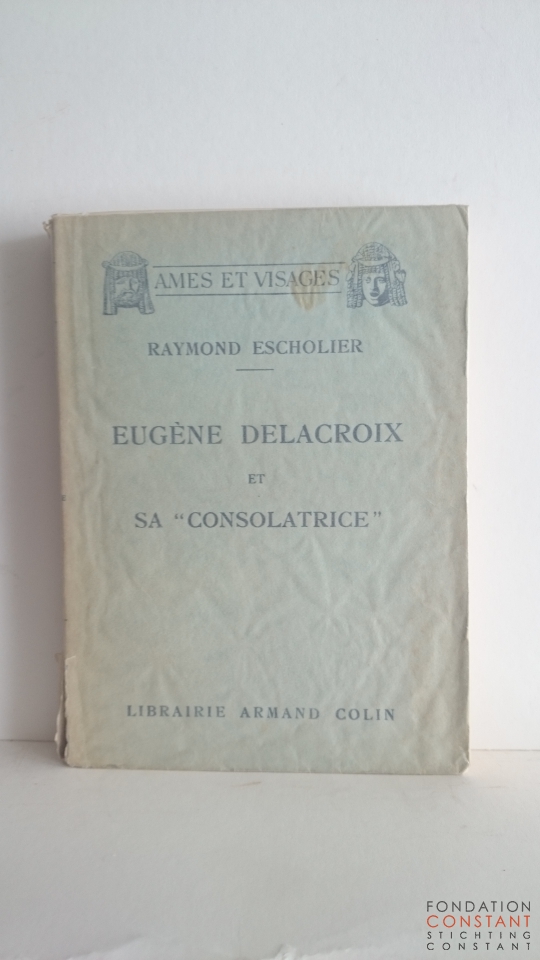 AMES ET VISAGES
RAYMOND ESCHOLIER
EUGÈNE DELACROIX
ET
SA "CONSOLATRICE"
LIBRAIRIE ARMAND COLIN
FONDATION
CONSTANT
STICHTING
CONSTANT